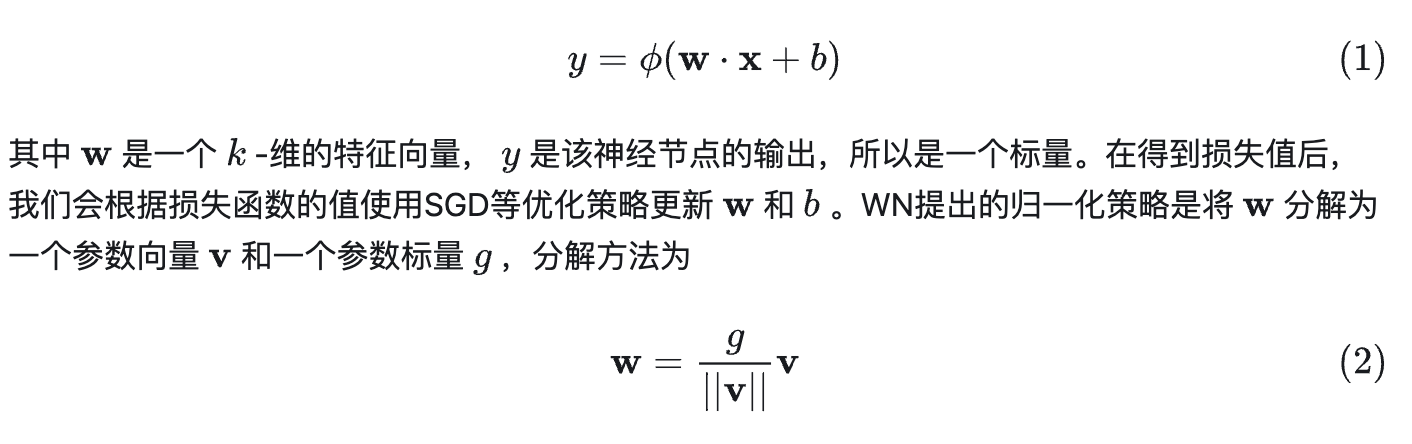 y = ϕ(w · x + b) (1)
其中 w 是一个 k -维的特征向量， y 是该神经节点的输出，所以是一个标量。在得到损失值后，
我们会根据损失函数的值使用SGD等优化策略更新 w 和 b 。WN提出的归一化策略是将 w 分解为
一个参数向量 v 和一个参数标量 g ，分解方法为
w = g / ||v|| v (2)